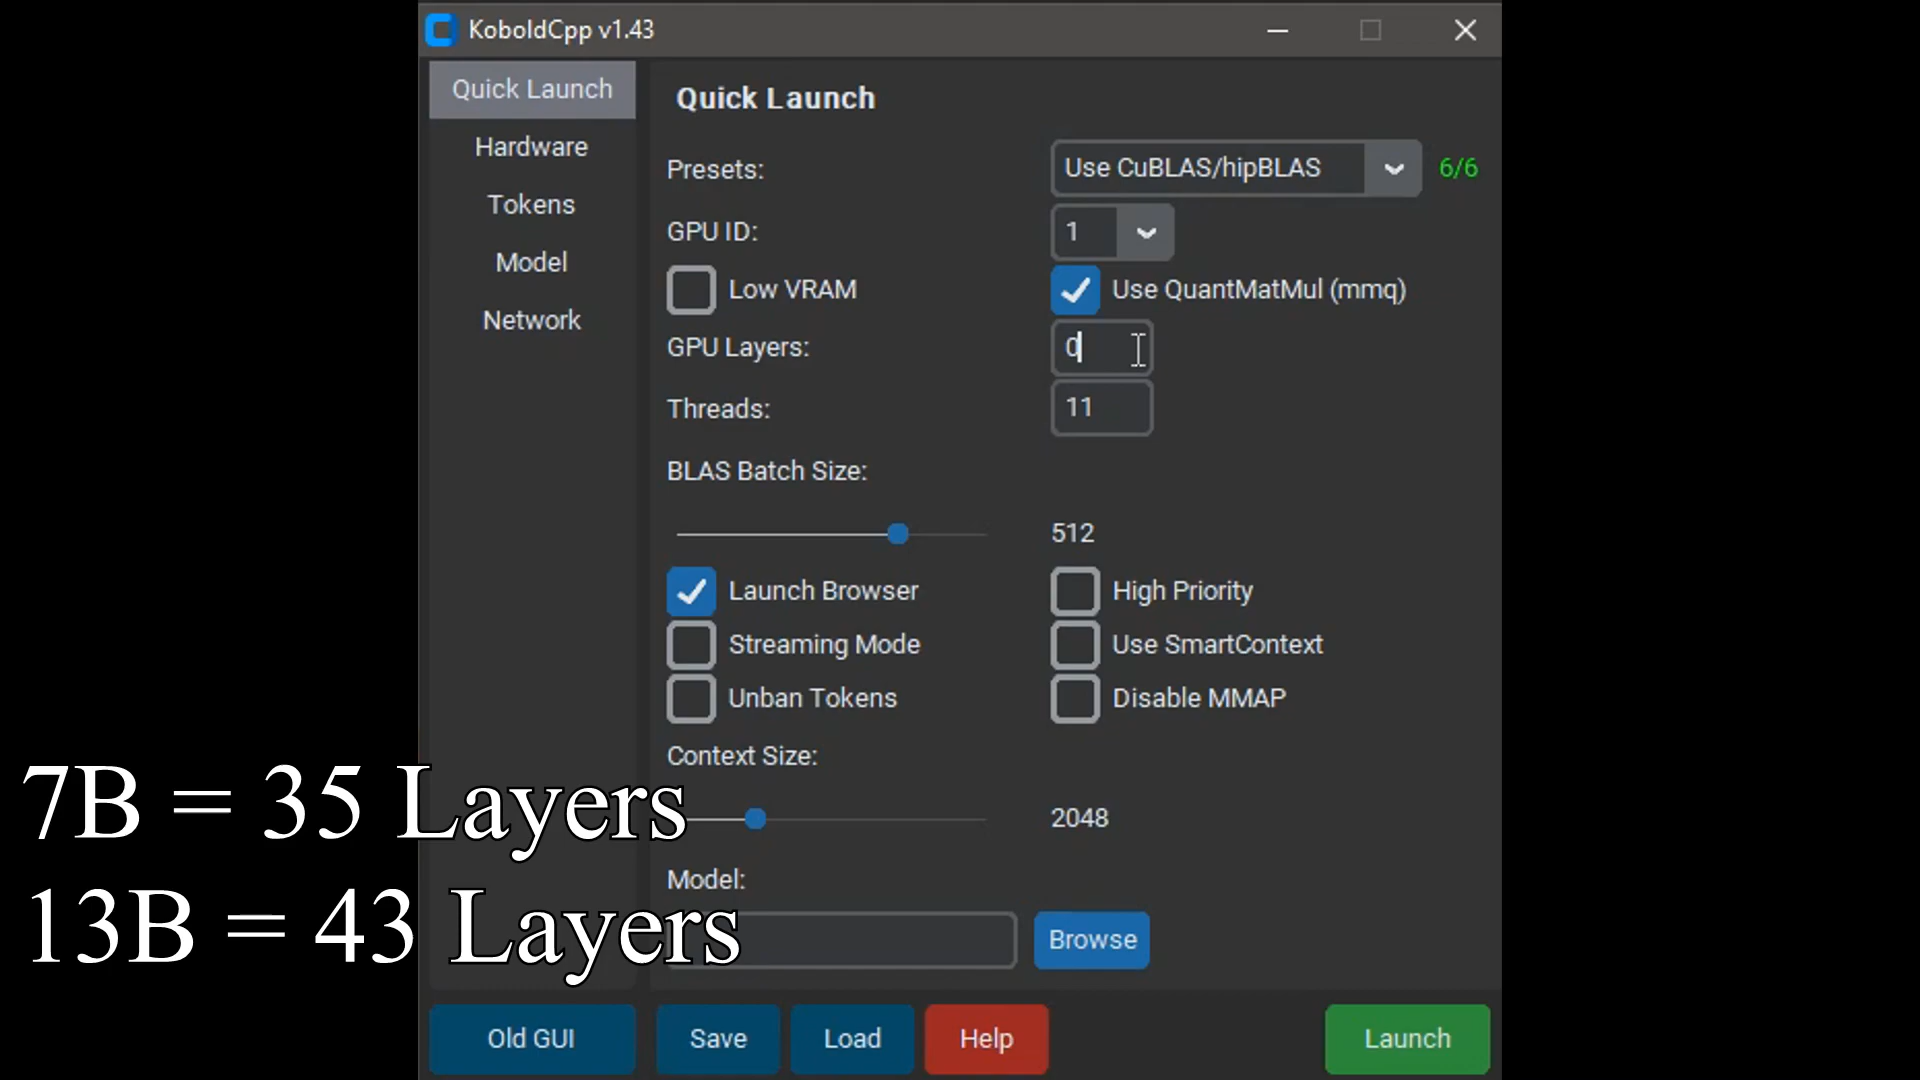 KoboldCpp v1.43
Quick Launch
Hardware
Tokens
Model
Network
Quick Launch
Presets: Use CuBLAS/hipBLAS 6/6
GPU ID: 1
Low VRAM Use QuantMatMul (mmq)
GPU Layers: 0
Threads: 11
BLAS Batch Size:
512
Launch Browser High Priority
Streaming Mode Use SmartContext
Unban Tokens Disable MMAP
Context Size:
2048
Model:
Browse
7B = 35 Layers
13B = 43 Layers
Old GUI Save Load Help Launch